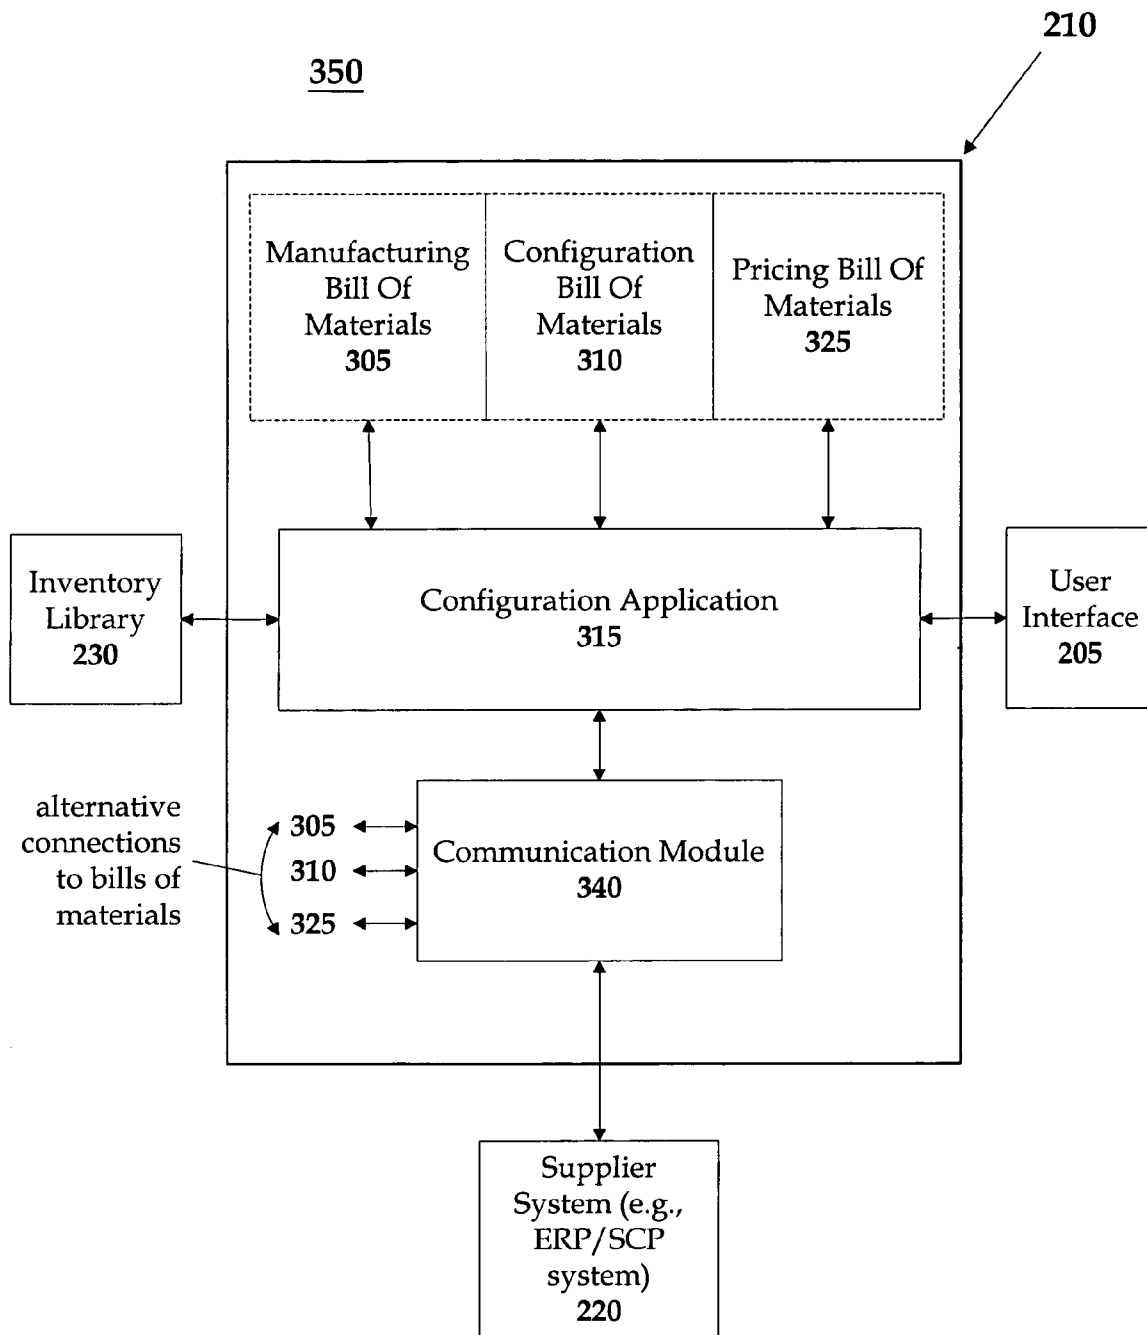 210
350
Manufacturing
Bill Of
Materials
305
Configuration
Bill Of
Materials
310
Pricing Bill Of
Materials
325
Inventory
Library
230
Configuration Application
315
User
Interface
205
alternative
connections
to bills of
materials
305
310
325
Communication Module
340
Supplier
System (e.g.,
ERP/SCP
system)
220